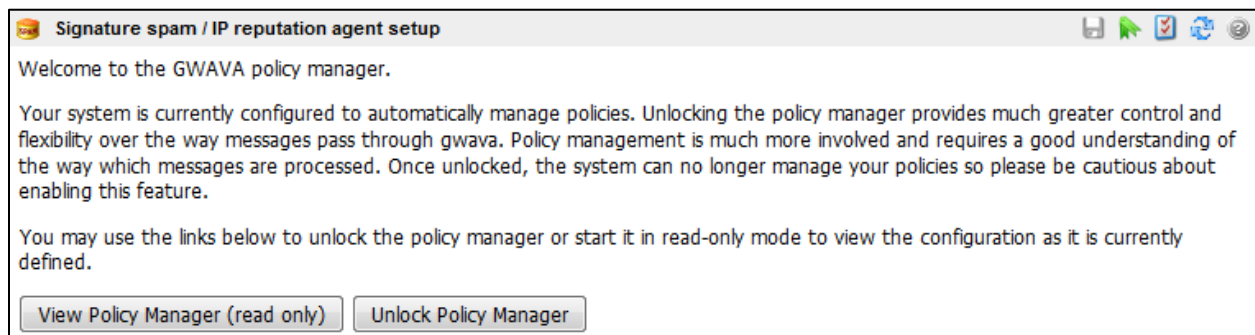 SPAM
Signature spam / IP reputation agent setup
Welcome to the GWAVA policy manager.
Your system is currently configured to automatically manage policies. Unlocking the policy manager provides much greater control and
flexibility over the way messages pass through gwava. Policy management is much more involved and requires a good understanding of
the way which messages are processed. Once unlocked, the system can no longer manage your policies so please be cautious about
enabling this feature.
You may use the links below to unlock the policy manager or start it in read-only mode to view the configuration as it is currently
defined.
View Policy Manager (read only) Unlock Policy Manager